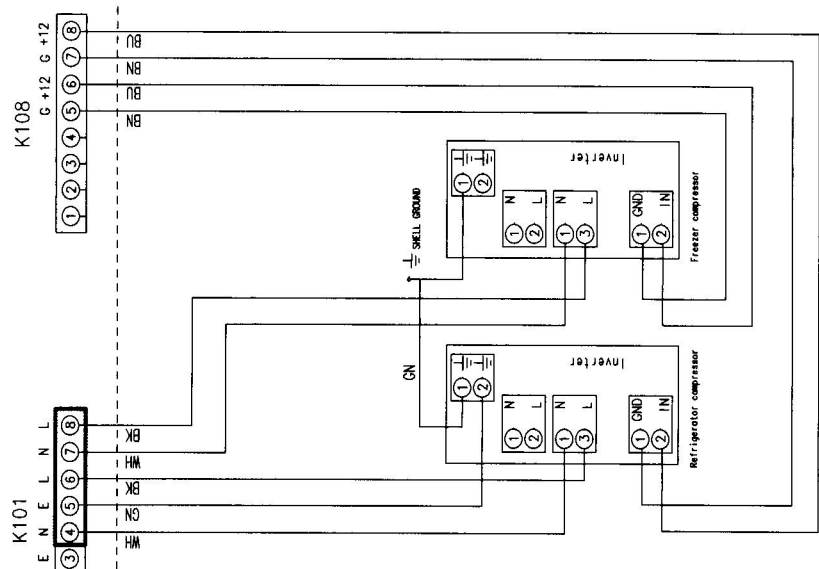 K101
K108
E N E L N L
G +12 G +12
3 4 5 6 7 8
1 2 3 4 5 6 7 8
WH GN BK WH BK
BN BU BN BU
GN
SHELL GROUND
1 2
N L
1 2
N L
1 3
GND IN
1 2
Inverter
Refrigerator compressor
1 2
N L
1 2
N L
1 3
GND IN
1 2
Inverter
Freezer compressor